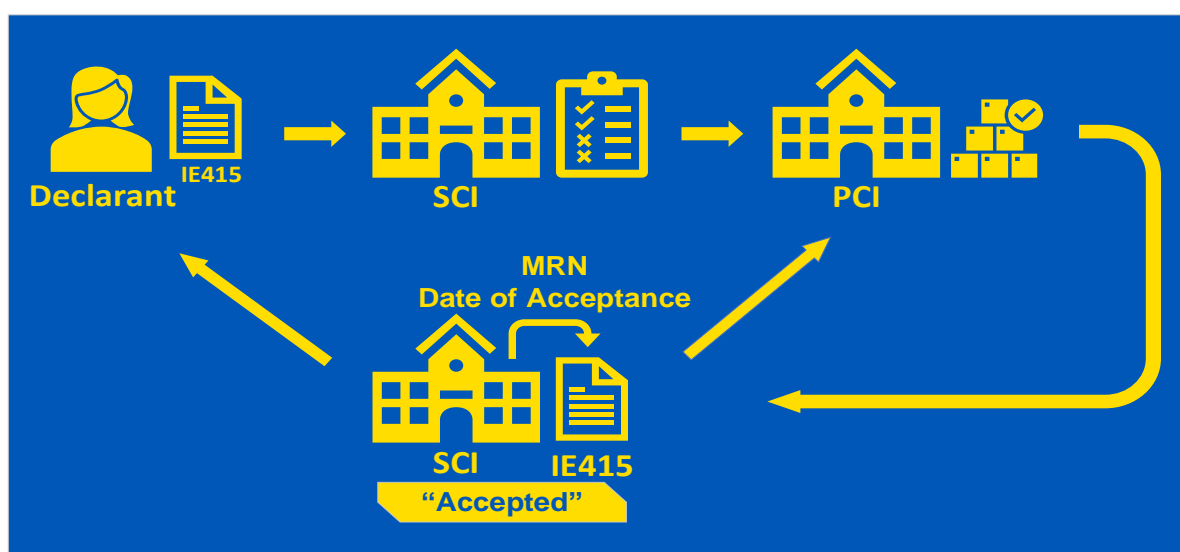 IE415
Declarant
SCI
PCI
MRN
Date of Acceptance
SCI
IE415
“Accepted”